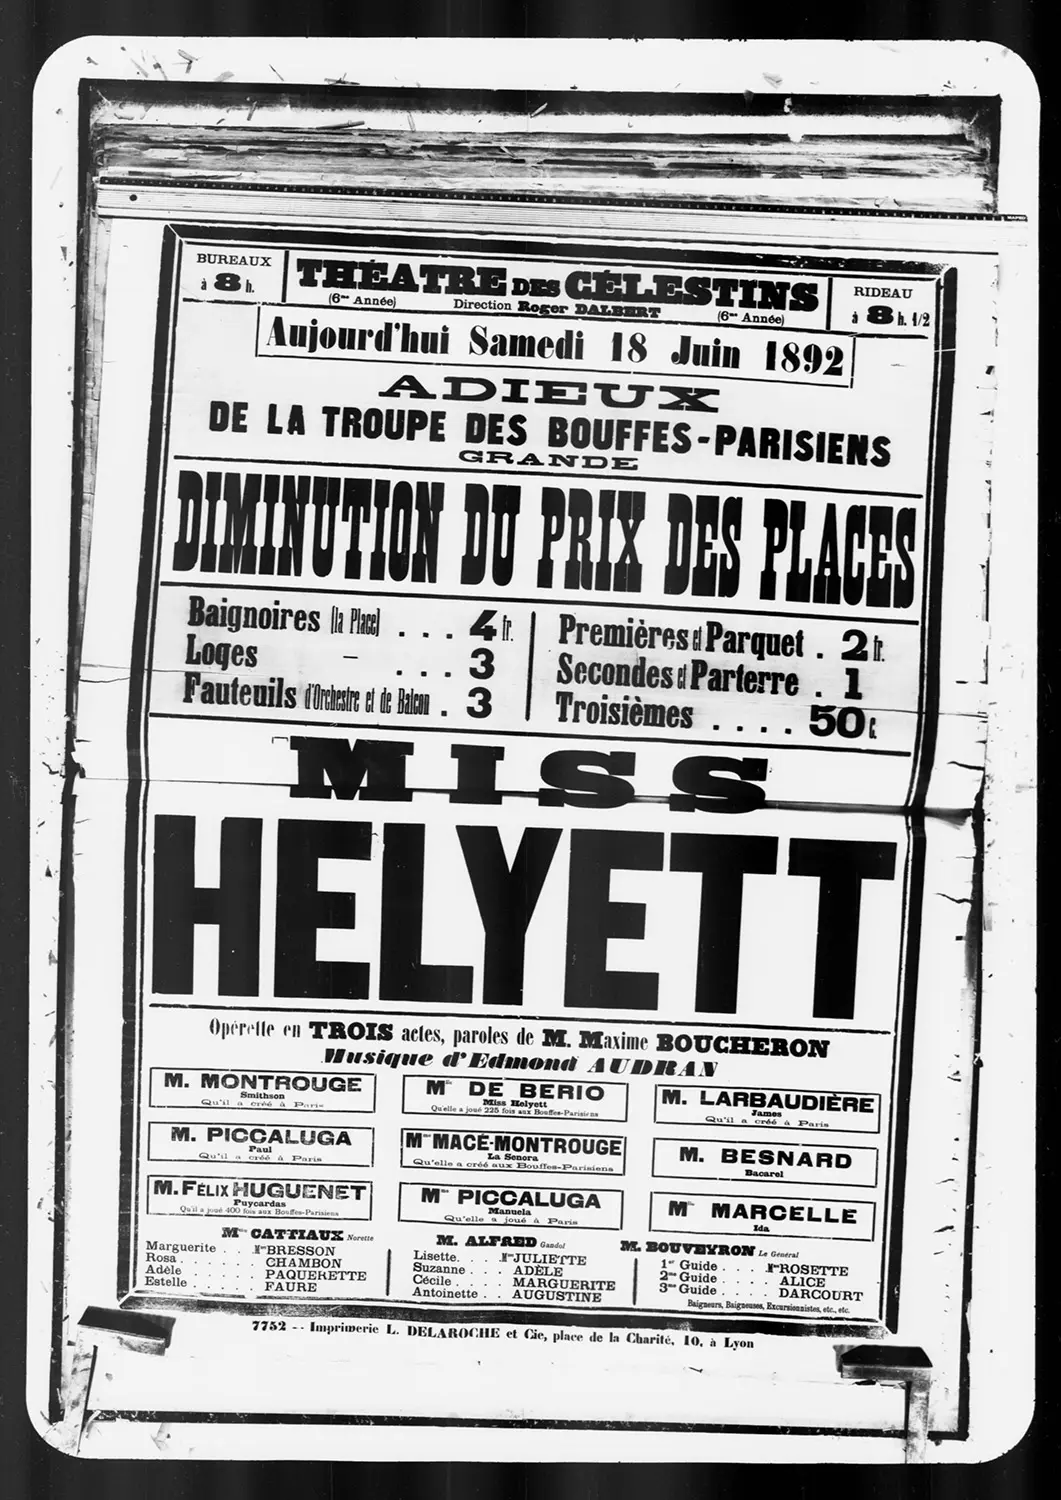 BUREAUX
à 8 h.
THÉATRE DES CÉLESTINS
(6me Année) Direction Roger DALBERT (6me Année)
RIDEAU
à 8 h. 1/2
Aujourd'hui Samedi 18 Juin 1892
ADIEUX
DE LA TROUPE DES BOUFFES-PARISIENS
GRANDE
DIMINUTION DU PRIX DES PLACES
Baignoires (la Place) . . . 4 fr.
Loges — . . . 3
Fauteuils d'Orchestre et de Balcon . 3
Premières et Parquet . 2 fr.
Secondes et Parterre . 1
Troisièmes . . . . 50 c.
MISS
HELYETT
Opérette en TROIS actes, paroles de M. Maxime BOUCHERON
Musique d'Edmond AUDRAN
M. MONTROUGE
Smithson
Qu'il a créé à Paris
Mlle DE BERIO
Miss Helyett
Qu'elle a joué 225 fois aux Bouffes-Parisiens
M. LARBAUDIÈRE
James
Qu'il a créé à Paris
M. PICCALUGA
Paul
Qu'il a créé à Paris
Mme MACÉ-MONTROUGE
La Senora
Qu'elle a créé aux Bouffes-Parisiens
M. BESNARD
Bacarel
M. FÉLIX HUGUENET
Puycardas
Qu'il a joué 400 fois aux Bouffes-Parisiens
Mme PICCALUGA
Manuela
Qu'elle a joué à Paris
Mlle MARCELLE
Ida
Mme CATTIAUX Norette
Marguerite . . Mme BRESSON
Rosa . . . . . . CHAMBON
Adèle . . . . . PAQUERETTE
Estelle . . . . . FAURE
M. ALFRED Gandol
Lisette. . . . Mme JULIETTE
Suzanne . . . ADÈLE
Cécile . . . . MARGUERITE
Antoinette . . AUGUSTINE
M. BOUVEYRON Le Général
1er Guide . . . . Mme ROSETTE
2me Guide . . . . ALICE
3me Guide . . . . DARCOURT
Baigneurs, Baigneuses, Excursionnistes, etc., etc.
7752 -- Imprimerie L. DELAROCHE et Cie, place de la Charité, 10, à Lyon